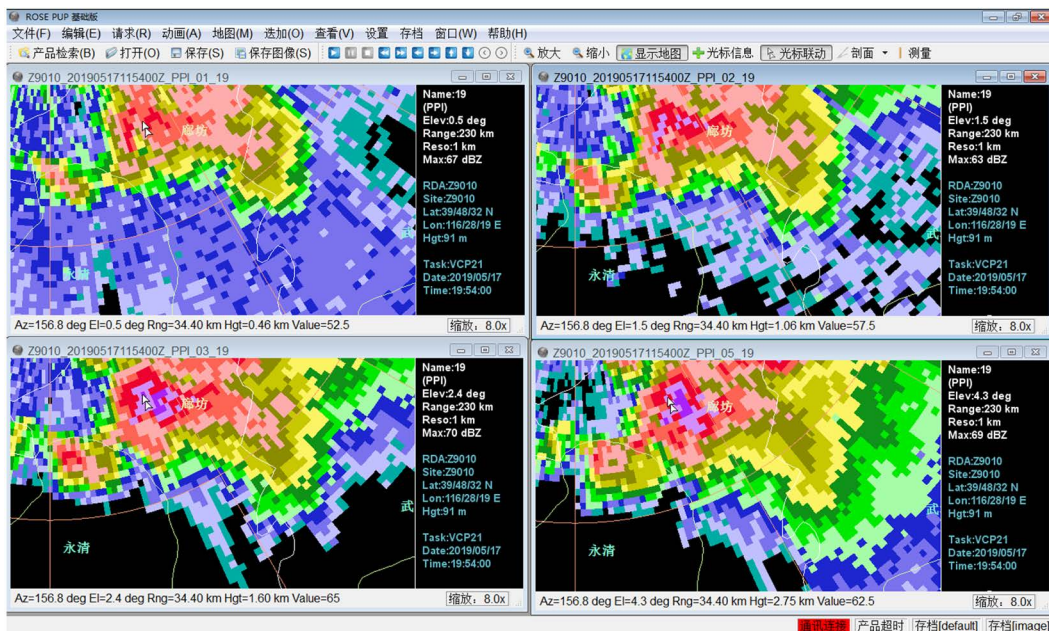 ROSE PUP 基础版
文件(F) 编辑(E) 请求(R) 动画(A) 地图(M) 选加(O) 查看(V) 设置 存档 窗口(W) 帮助(H)
产品检索(B) 打开(O) 保存(S) 保存图像(S) 放大 缩小 显示地图 光标信息 光标联动 剖面 测量
Z9010_20190517115400Z_PPI_01_19
Name:19
(PPI)
Elev:0.5 deg
Range:230 km
Reso:1 km
Max:67 dBZ
RDA:Z9010
Site:Z9010
Lat:39/48/32 N
Lon:116/28/19 E
Hgt:91 m
Task:VCP21
Date:2019/05/17
Time:19:54:00
廊坊
武
永清
Az=156.8 deg El=0.5 deg Rng=34.40 km Hgt=0.46 km Value=52.5
缩放：8.0x
Z9010_20190517115400Z_PPI_02_19
Name:19
(PPI)
Elev:1.5 deg
Range:230 km
Reso:1 km
Max:63 dBZ
RDA:Z9010
Site:Z9010
Lat:39/48/32 N
Lon:116/28/19 E
Hgt:91 m
Task:VCP21
Date:2019/05/17
Time:19:54:00
廊坊
武
永清
Az=156.8 deg El=1.5 deg Rng=34.40 km Hgt=1.06 km Value=57.5
缩放：8.0x
Z9010_20190517115400Z_PPI_03_19
Name:19
(PPI)
Elev:2.4 deg
Range:230 km
Reso:1 km
Max:70 dBZ
RDA:Z9010
Site:Z9010
Lat:39/48/32 N
Lon:116/28/19 E
Hgt:91 m
Task:VCP21
Date:2019/05/17
Time:19:54:00
廊坊
武
永清
Az=156.8 deg El=2.4 deg Rng=34.40 km Hgt=1.60 km Value=65
缩放：8.0x
Z9010_20190517115400Z_PPI_05_19
Name:19
(PPI)
Elev:4.3 deg
Range:230 km
Reso:1 km
Max:69 dBZ
RDA:Z9010
Site:Z9010
Lat:39/48/32 N
Lon:116/28/19 E
Hgt:91 m
Task:VCP21
Date:2019/05/17
Time:19:54:00
廊坊
武
永清
Az=156.8 deg El=4.3 deg Rng=34.40 km Hgt=2.75 km Value=62.5
缩放：8.0x
通讯连接 产品超时 存档[default] 存档[image]